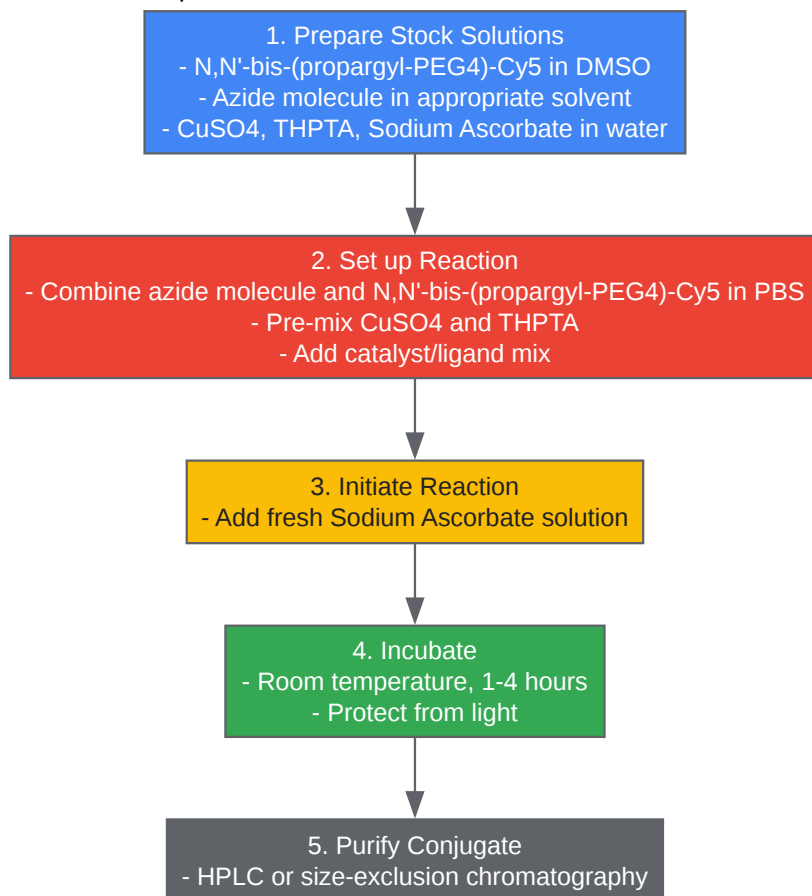 1. Prepare Stock Solutions
- N,N'-bis-(propargyl-PEG4)-Cy5 in DMSO
- Azide molecule in appropriate solvent
- CuSO4, THPTA, Sodium Ascorbate in water
2. Set up Reaction
- Combine azide molecule and N,N'-bis-(propargyl-PEG4)-Cy5 in PBS
- Pre-mix CuSO4 and THPTA
- Add catalyst/ligand mix
3. Initiate Reaction
- Add fresh Sodium Ascorbate solution
4. Incubate
- Room temperature, 1-4 hours
- Protect from light
5. Purify Conjugate
- HPLC or size-exclusion chromatography